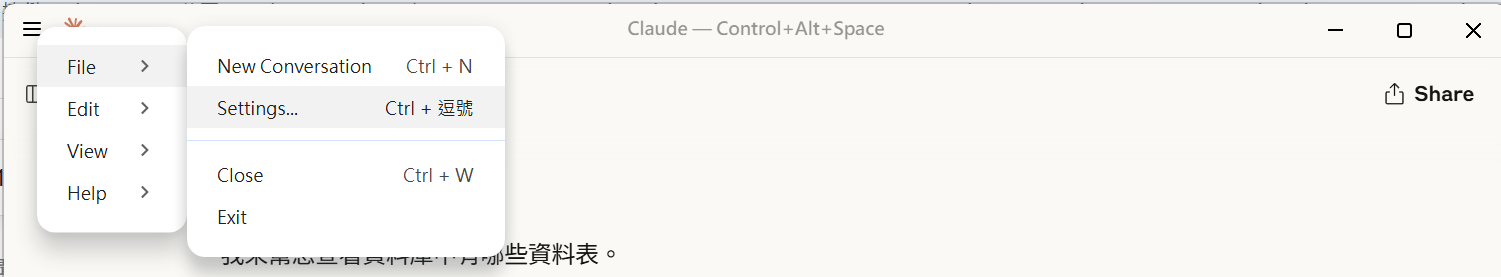 Claude — Control+Alt+Space
File
Edit
View
Help
New Conversation Ctrl + N
Settings... Ctrl + 逗號
Close Ctrl + W
Exit
Share
我來幫您查看資料庫中有哪些資料表。